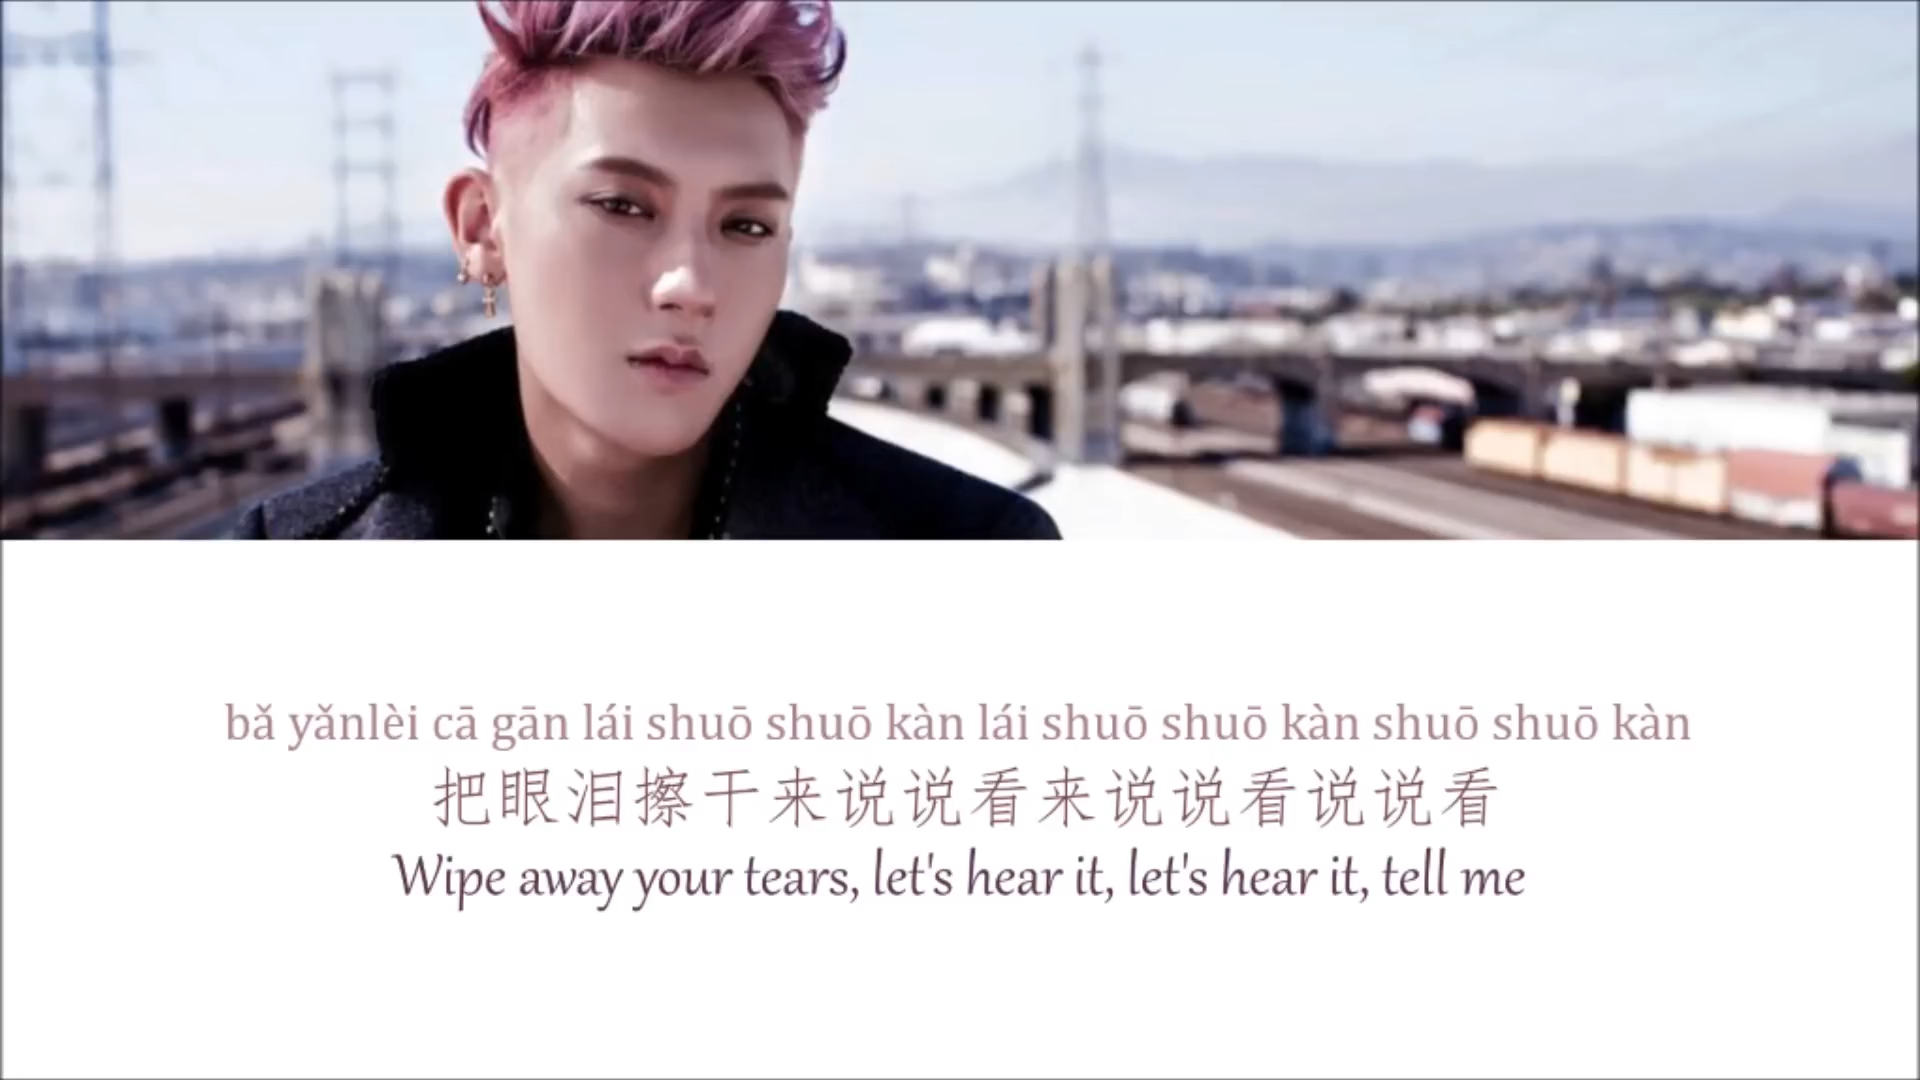 bǎ yǎnlèi cā gān lái shuō shuō kàn lái shuō shuō kàn shuō shuō kàn
把眼泪擦干来说说看来说说看说说看
Wipe away your tears, let's hear it, let's hear it, tell me